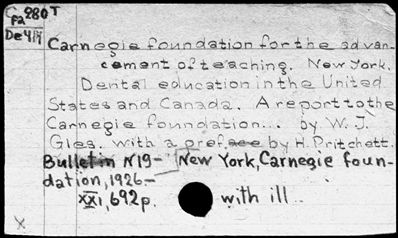 C 280 T
fa
De 414
Carnegie foundation for the advan-
cement of teaching. New York.
Dental education in the United
States and Canada. A report to the
Carnegie foundation... by W. J.
Gies. with a preface by H. Pritchett.
Bulletin N 19- New York, Carnegie foun-
dation, 1926-
XXI, 692 p. with ill.
X